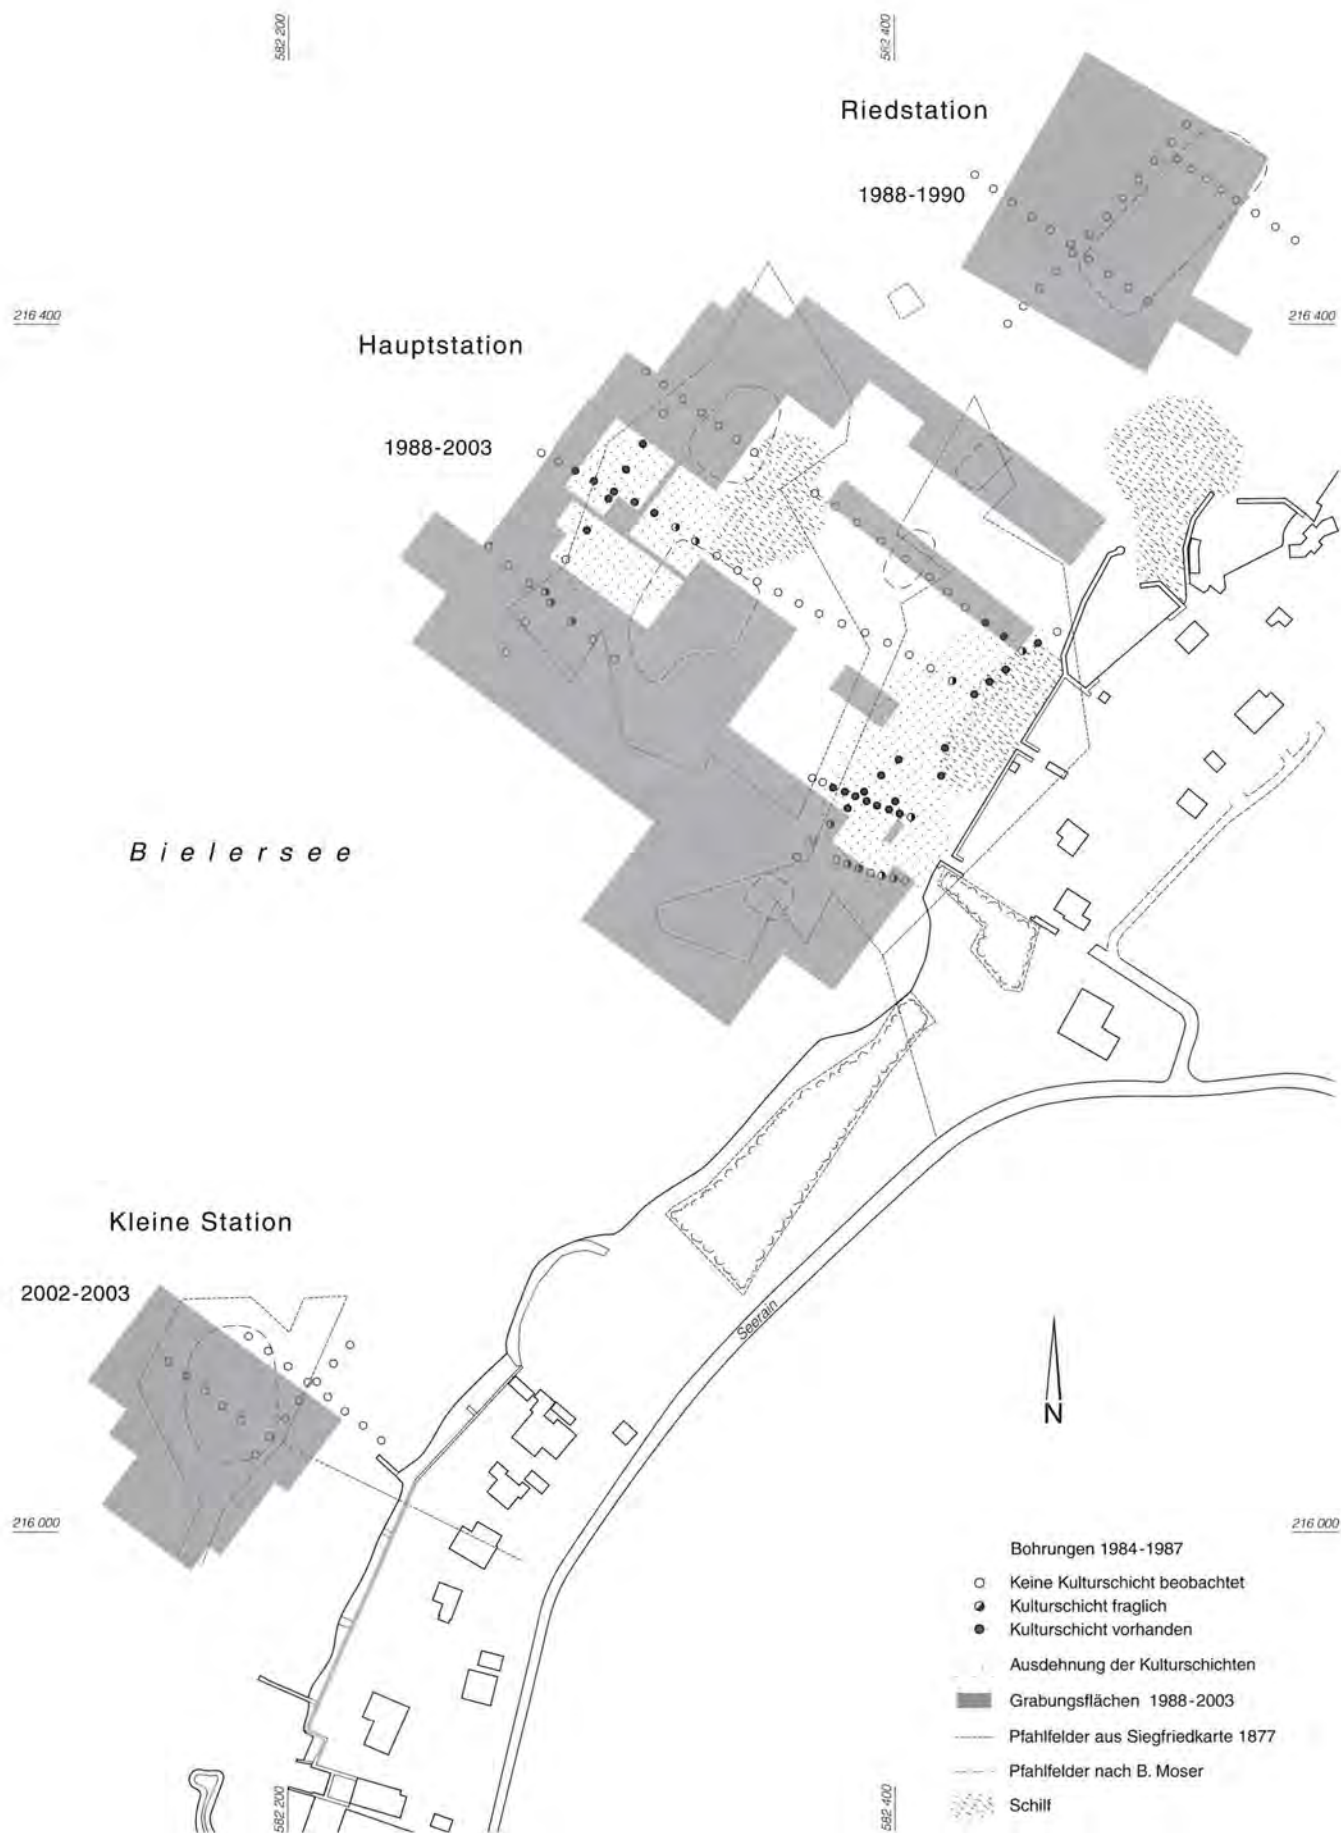 582 200
582 400
Riedstation
1988-1990
216 400
216 400
Hauptstation
1988-2003
Bielersee
Kleine Station
2002-2003
Seerain
N
216 000
216 000
Bohrungen 1984-1987
Keine Kulturschicht beobachtet
Kulturschicht fraglich
Kulturschicht vorhanden
Ausdehnung der Kulturschichten
Grabungsflächen 1988-2003
Pfahlfelder aus Siegfriedkarte 1877
Pfahlfelder nach B. Moser
Schilf
582 200
582 400